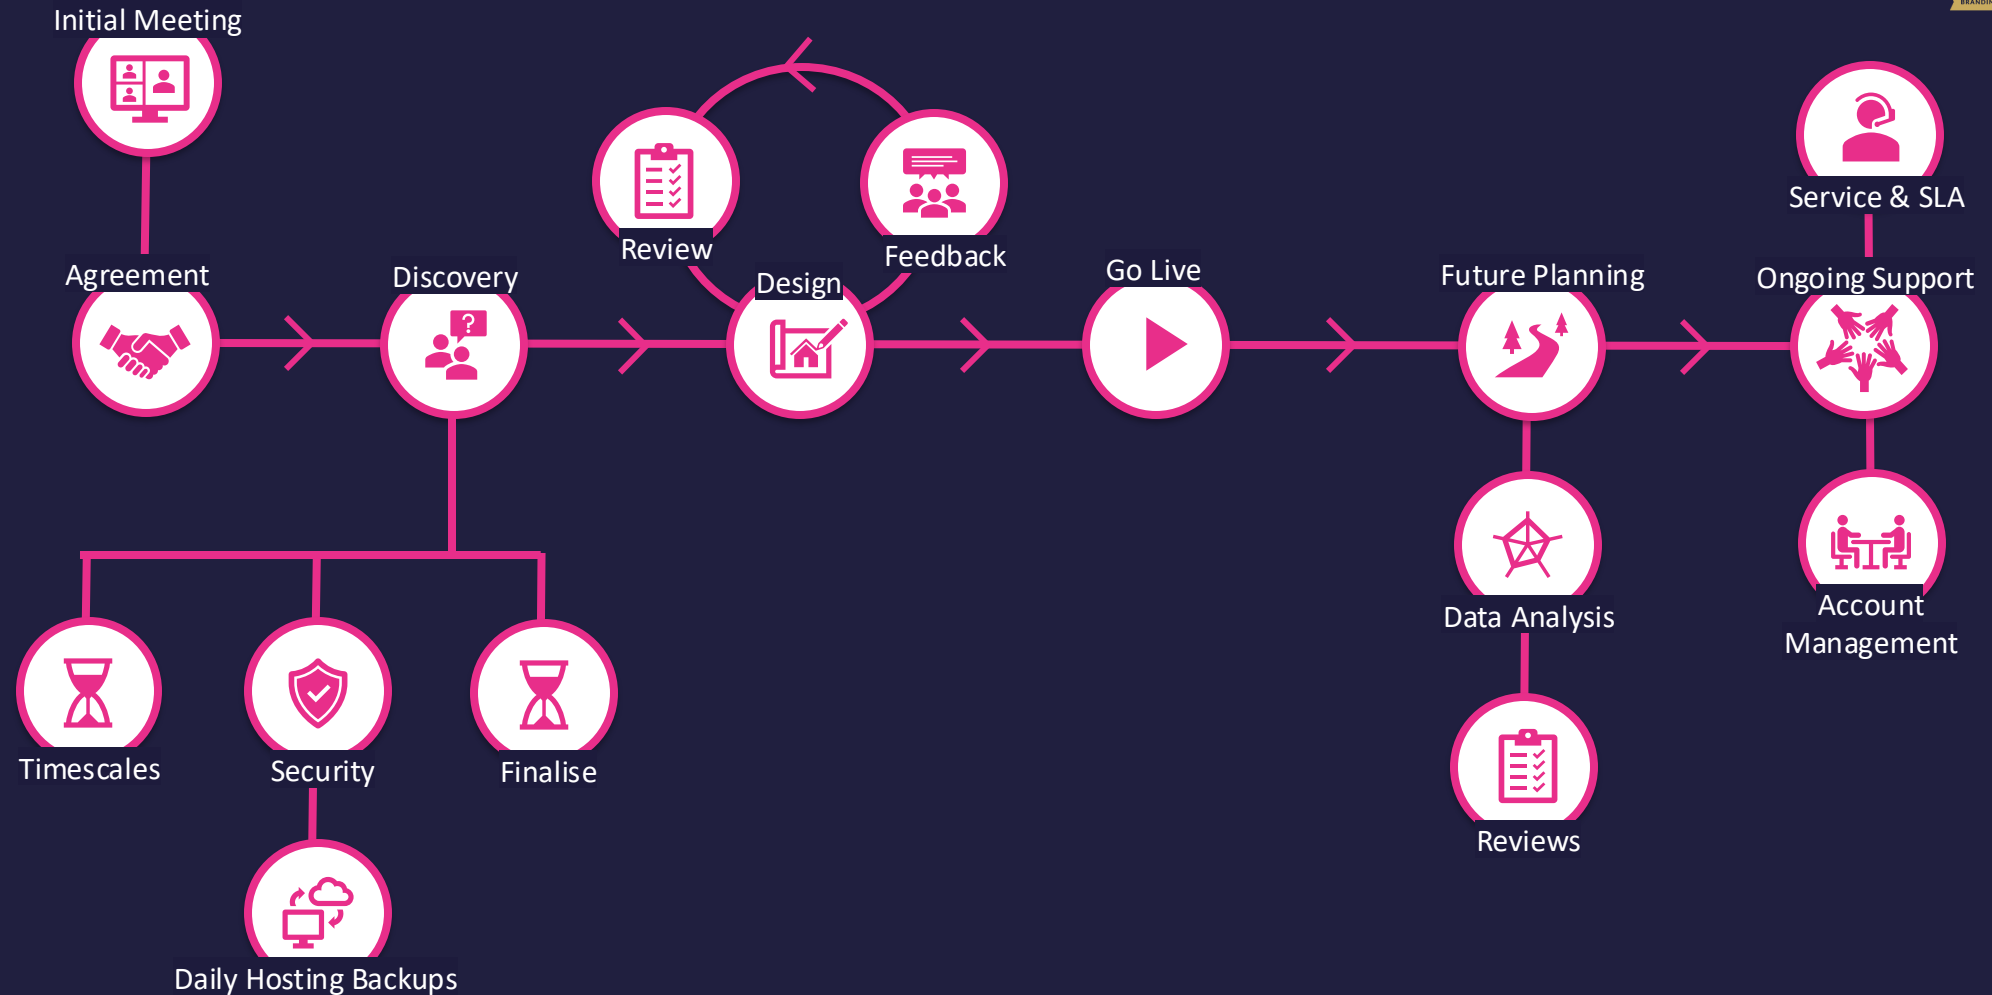 Initial Meeting
BRANDIN
Service & SLA
Review
Feedback
Agreement
Discovery
Design
Go Live
Future Planning
Ongoing Support
?
Data Analysis
Account
Management
Timescales
Security
Finalise
Reviews
Daily Hosting Backups